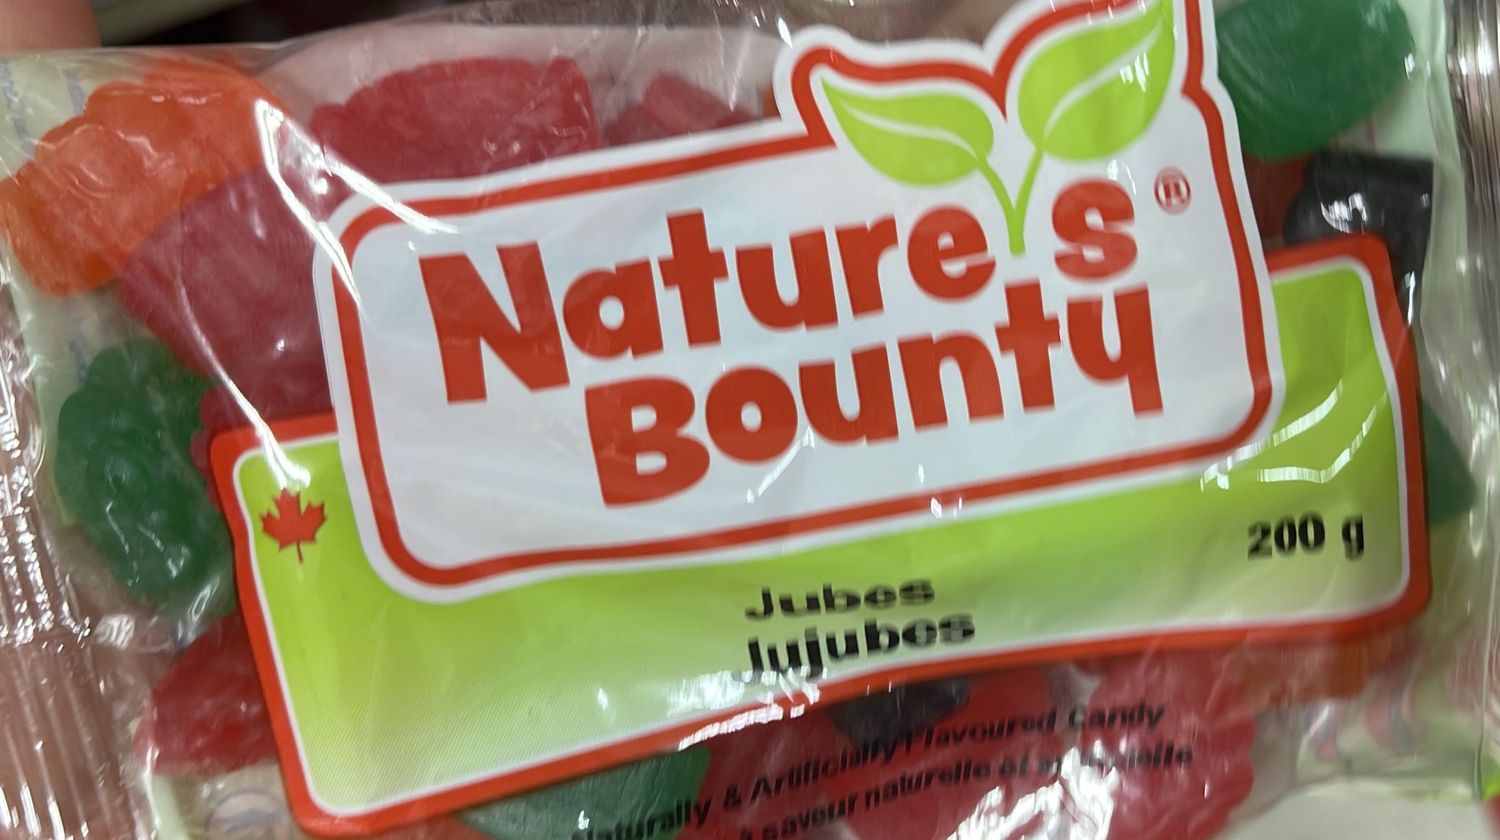 Nature's
Bounty®
200 g
Jubes
Jujubes
Naturally & Artificially Flavoured Candy
à saveur naturelle et artificielle